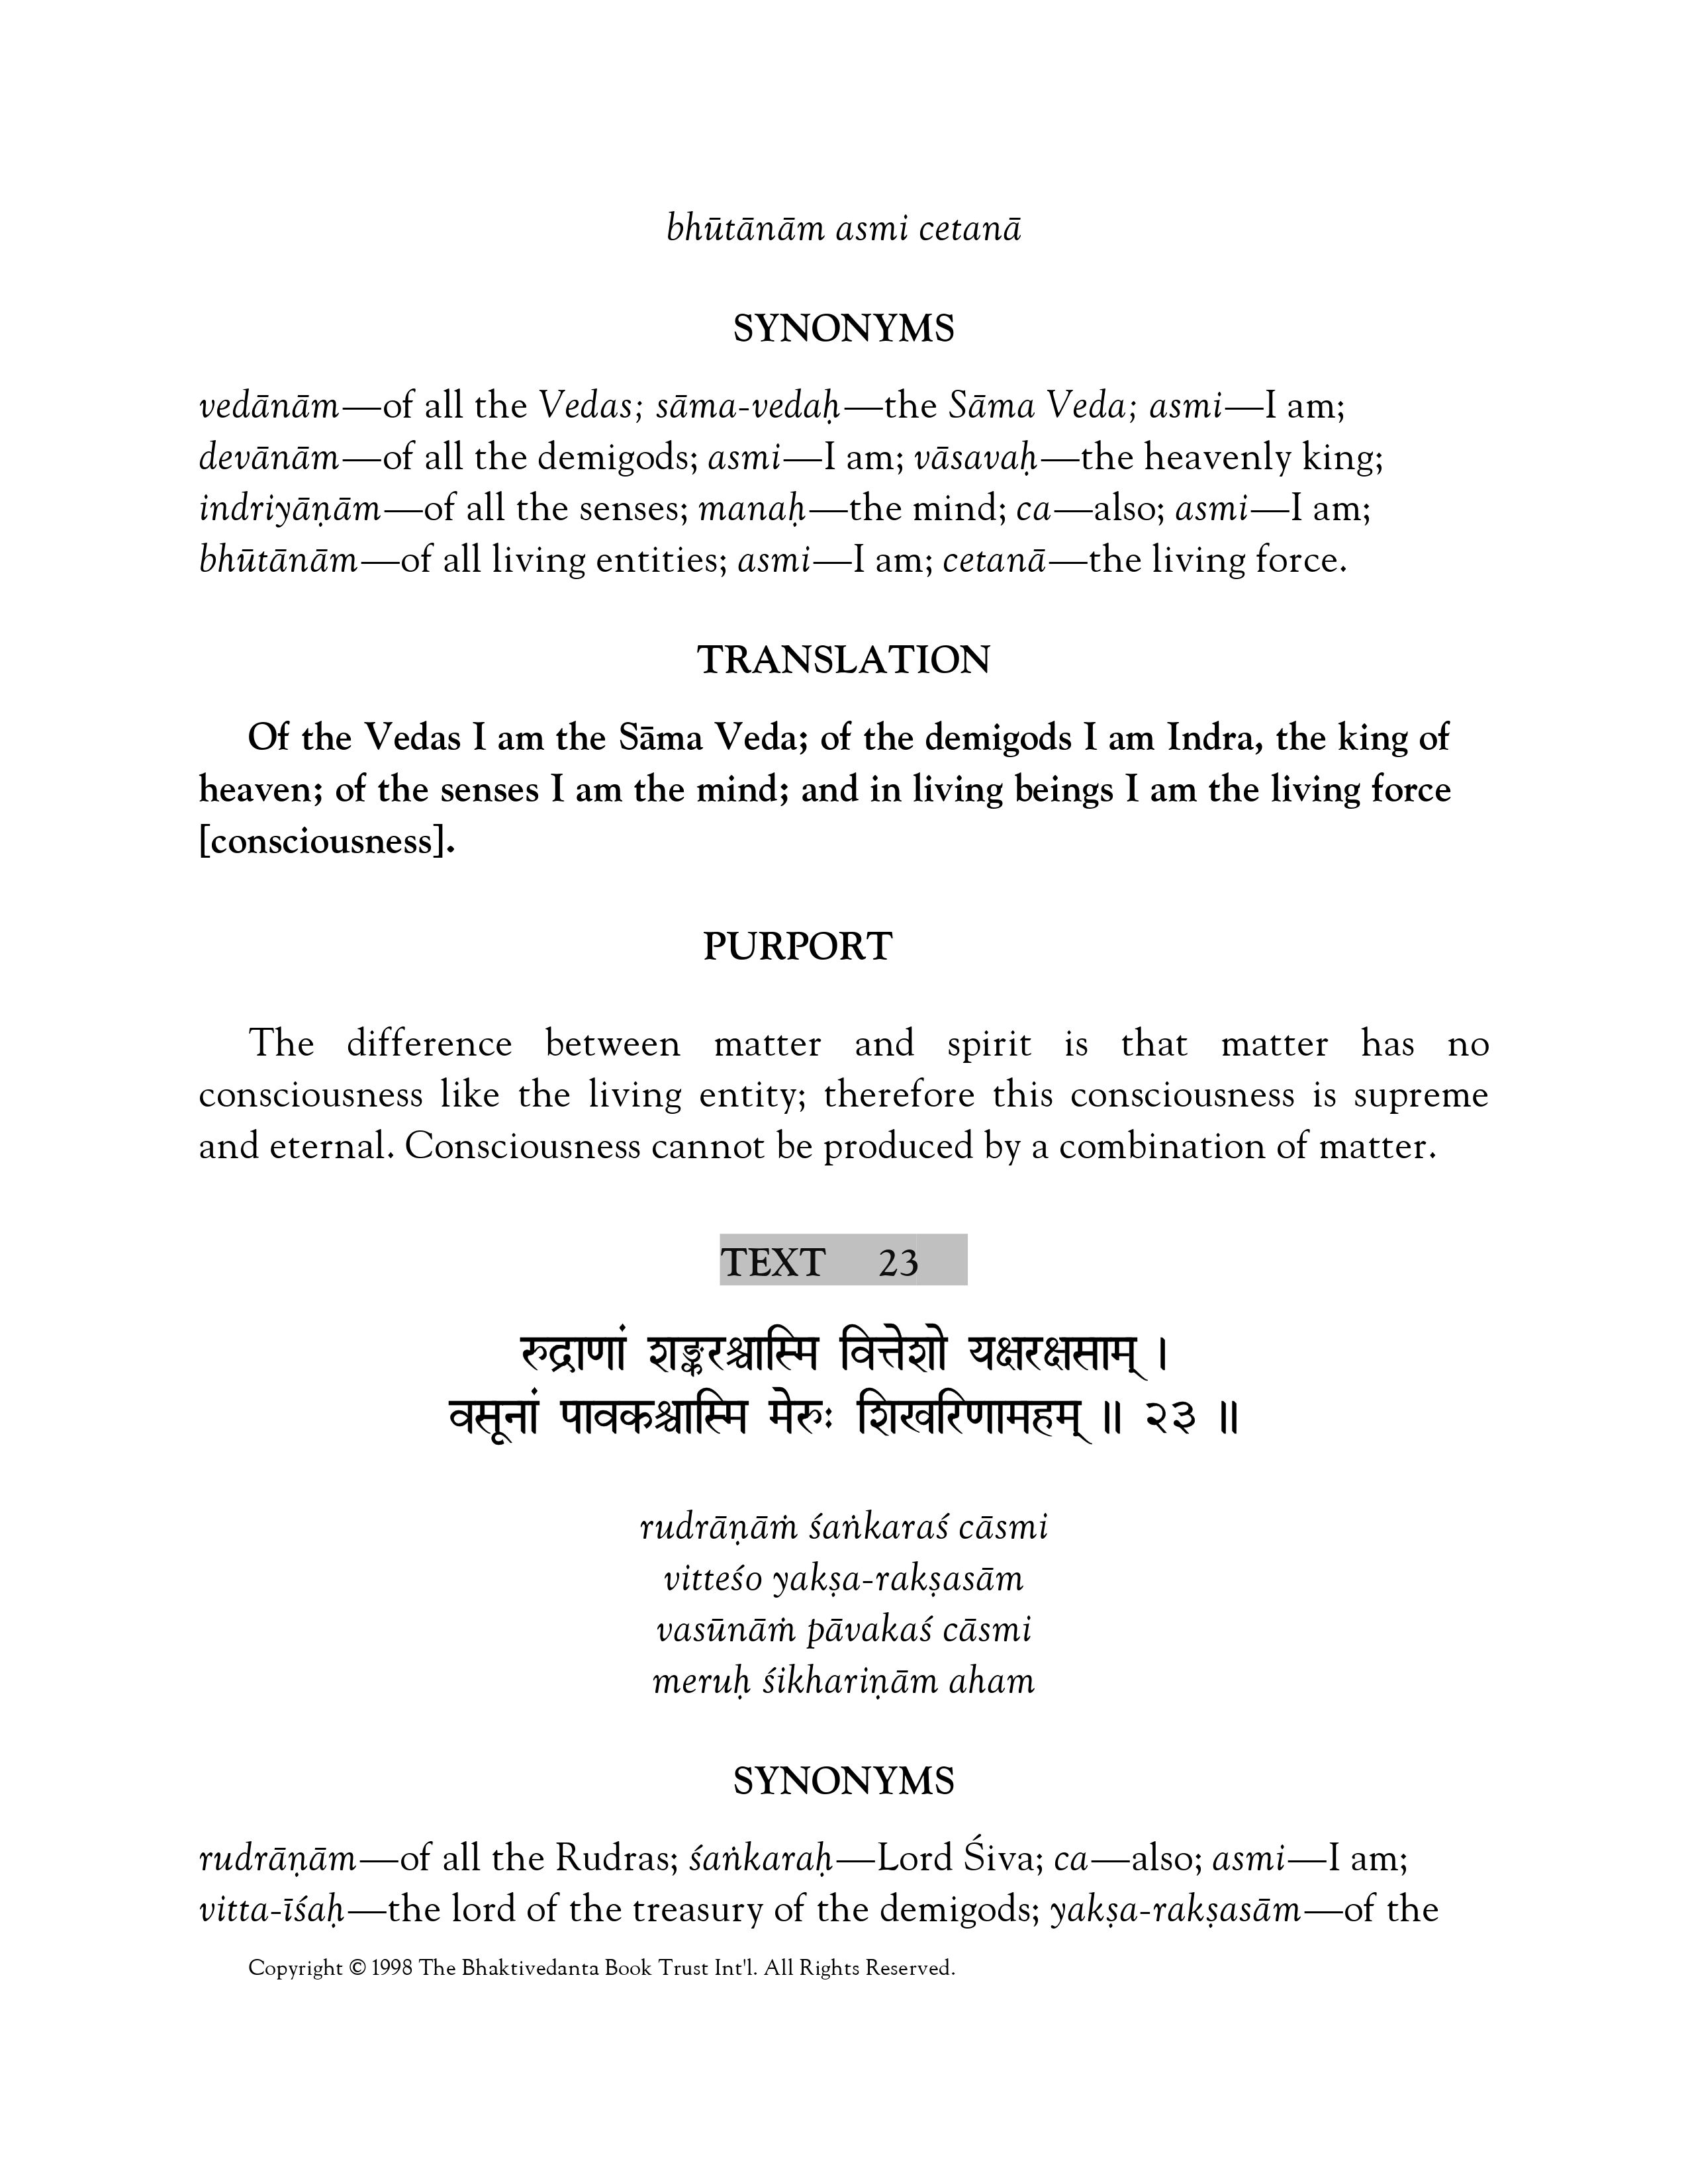 bhūtānām asmi cetanā
SYNONYMS
vedānām—of all the Vedas; sāma-vedaḥ—the Sāma Veda; asmi—I am;
devānām—of all the demigods; asmi—I am; vāsavaḥ—the heavenly king;
indriyāṇām—of all the senses; manaḥ—the mind; ca—also; asmi—I am;
bhūtānām—of all living entities; asmi—I am; cetanā—the living force.
TRANSLATION
Of the Vedas I am the Sāma Veda; of the demigods I am Indra, the king of
heaven; of the senses I am the mind; and in living beings I am the living force
[consciousness].
PURPORT
The difference between matter and spirit is that matter has no
consciousness like the living entity; therefore this consciousness is supreme
and eternal. Consciousness cannot be produced by a combination of matter.
TEXT 23
रुद्राणां शङ्करश्चास्मि वित्तेशो यक्षरक्षसाम् ।
वसूनां पावकश्चास्मि मेरुः शिखरिणामहम् ॥ २३ ॥
rudrāṇāṁ śaṅkaraś cāsmi
vitteśo yakṣa-rakṣasām
vasūnāṁ pāvakaś cāsmi
meruḥ śikhariṇām aham
SYNONYMS
rudrāṇām—of all the Rudras; śaṅkaraḥ—Lord Śiva; ca—also; asmi—I am;
vitta-īśaḥ—the lord of the treasury of the demigods; yakṣa-rakṣasām—of the
Copyright © 1998 The Bhaktivedanta Book Trust Int'l. All Rights Reserved.